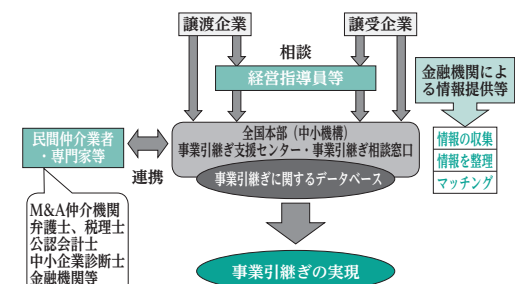 譲渡企業
譲受企業
相談
経営指導員等
金融機関によ
る情報提供等
全国本部（中小機構）
事業引継ぎ支援センター・事業引継ぎ相談窓口
事業引継ぎに関するデータベース
民間仲介業者
・専門家等
連携
情報の収集
情報を整理
マッチング
M&A仲介機関
弁護士、税理士
公認会計士
中小企業診断士
金融機関等
事業引継ぎの実現